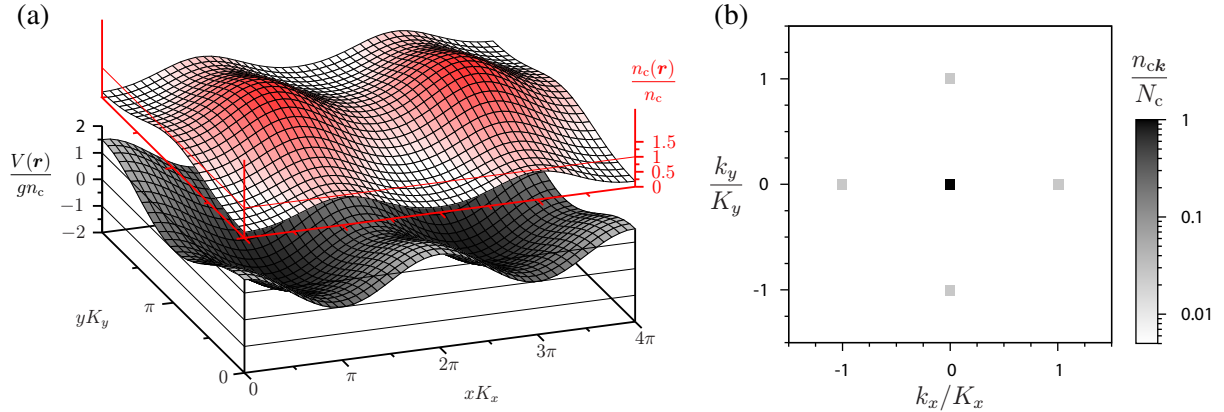 (a)
n_c(r)/n_c
1.5
1
0.5
0
V(r)/gn_c
2
1
0
−1
−2
yK_y
π
0
0
π
2π
3π
4π
xK_x
(b)
k_y/K_y
1
0
-1
-1
0
1
k_x/K_x
n_ck/N_c
1
0.1
0.01